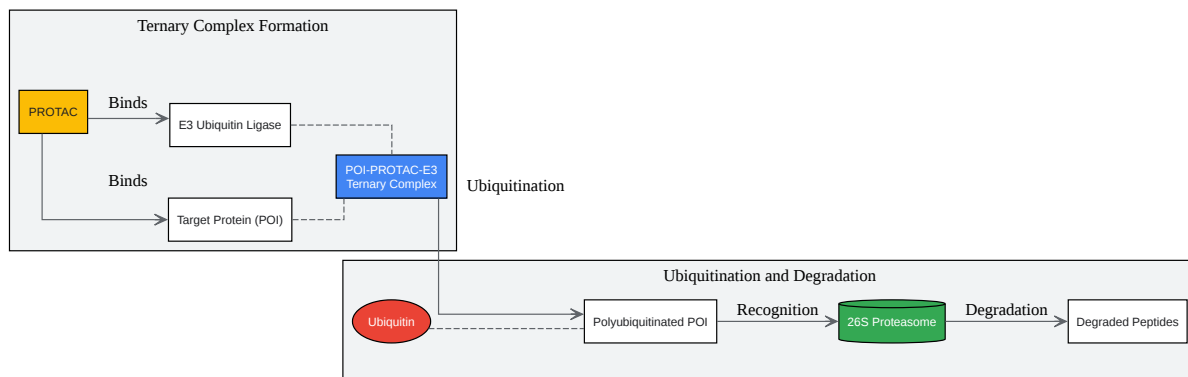 Ternary Complex Formation
PROTAC
Binds
E3 Ubiquitin Ligase
POI-PROTAC-E3
Ternary Complex
Ubiquitination
Binds
Target Protein (POI)
Ubiquitination and Degradation
Ubiquitin
Polyubiquitinated POI
Recognition
26S Proteasome
Degradation
Degraded Peptides